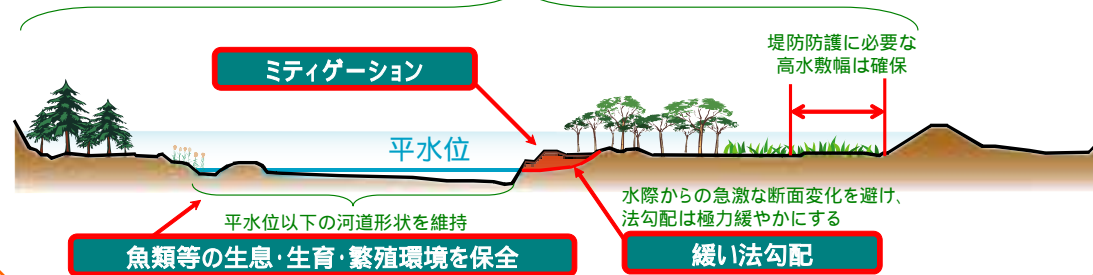 堤防防護に必要な
高水敷幅は確保
ミティゲーション
平水位
水際からの急激な断面変化を避け、
法勾配は極力緩やかにする
平水位以下の河道形状を維持
魚類等の生息･生育･繁殖環境を保全
緩い法勾配